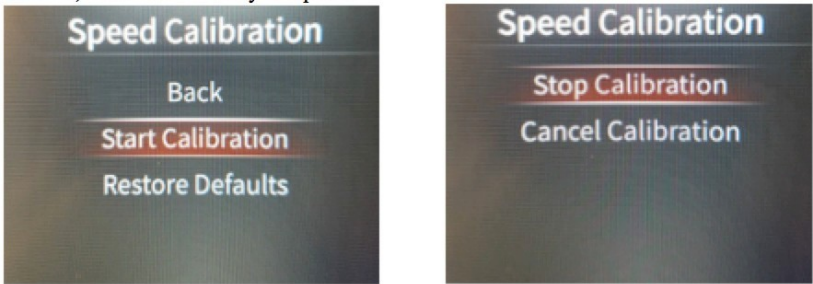 Speed Calibration
Back
Start Calibration
Restore Defaults
Speed Calibration
Stop Calibration
Cancel Calibration